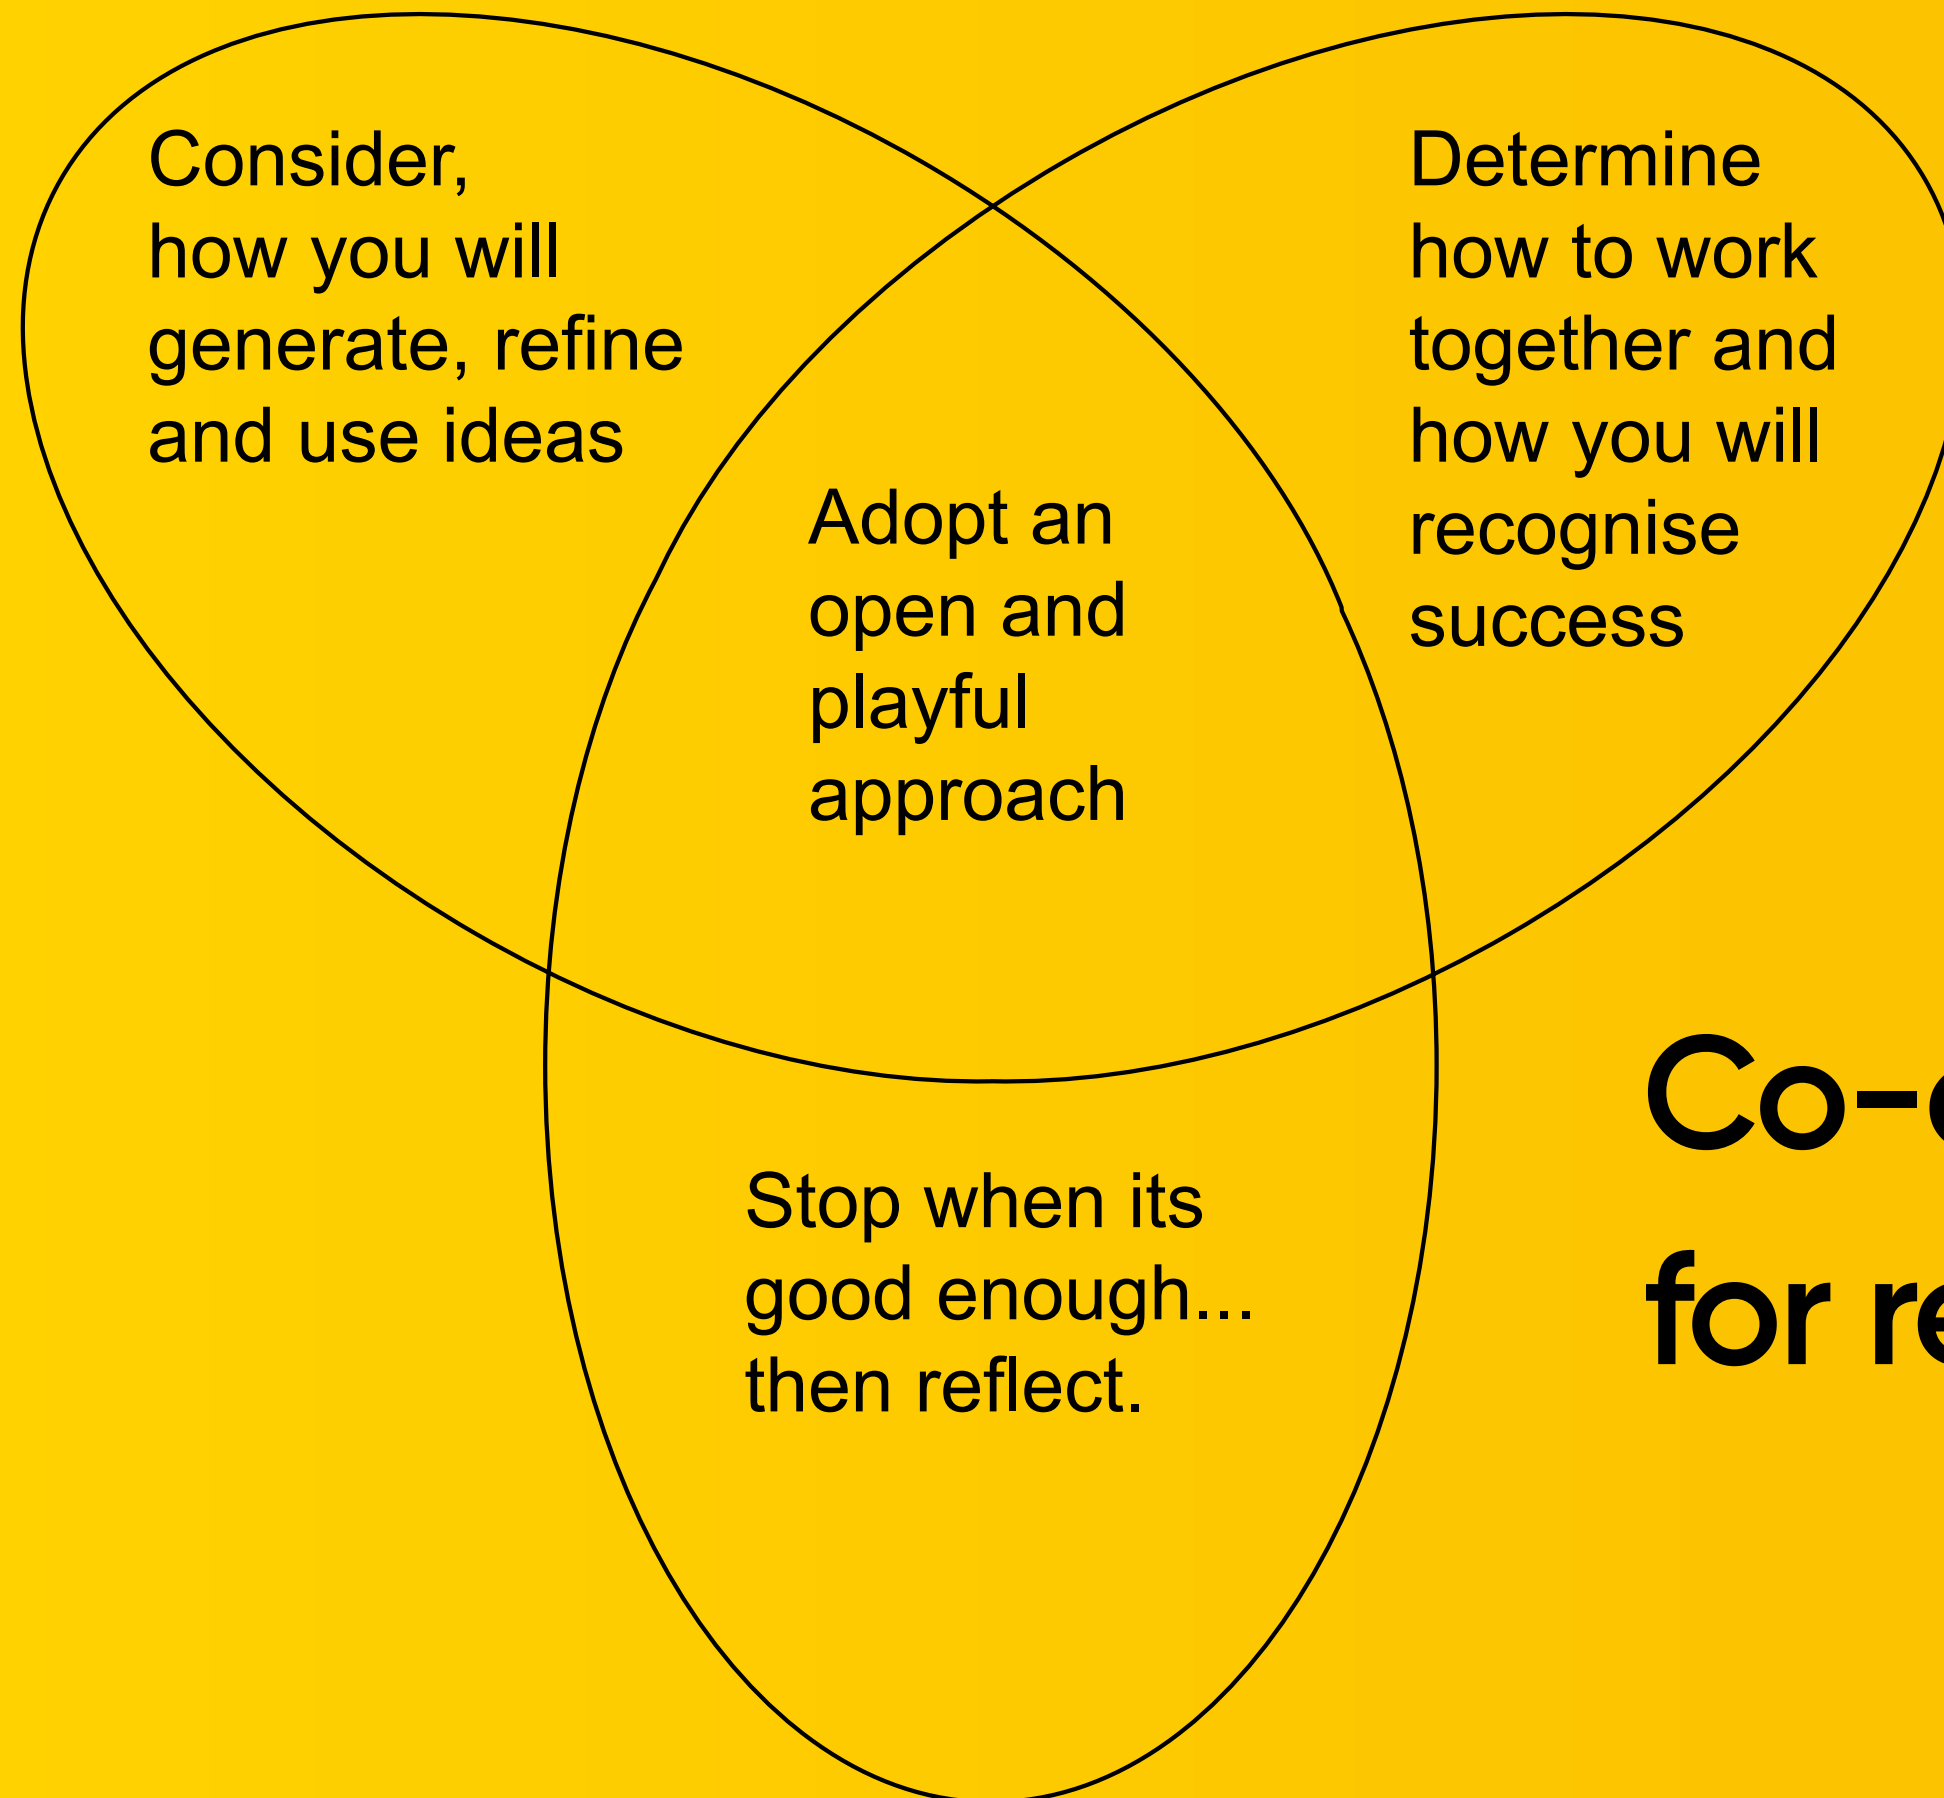 Consider,
how you will
generate, refine
and use ideas
Determine
how to work
together and
how you will
recognise
success
Adopt an
open and
playful
approach
Stop when its
good enough...
then reflect.
Co-
for re